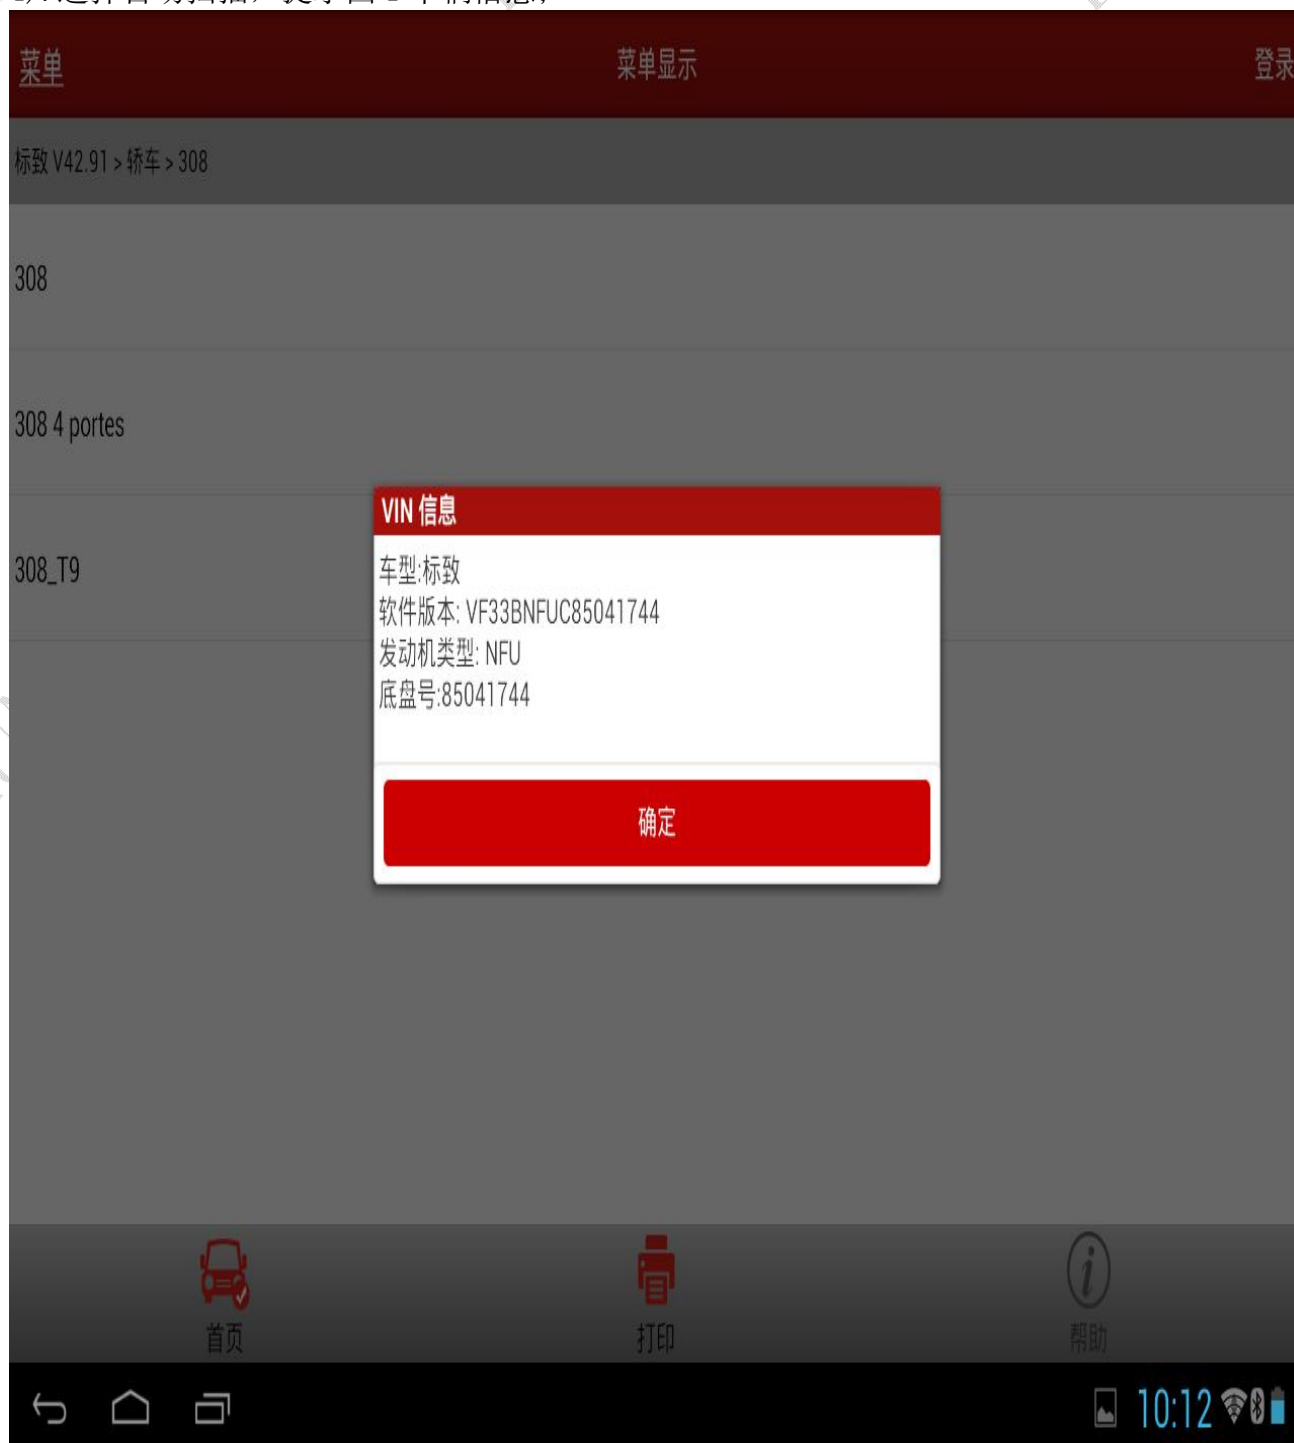 菜单
菜单显示
登录
标致 V42.91 > 轿车 > 308
308
308 4 portes
308_T9
VIN 信息
车型:标致
软件版本: VF33BNFUC85041744
发动机类型: NFU
底盘号:85041744
确定
首页
打印
帮助
10:12